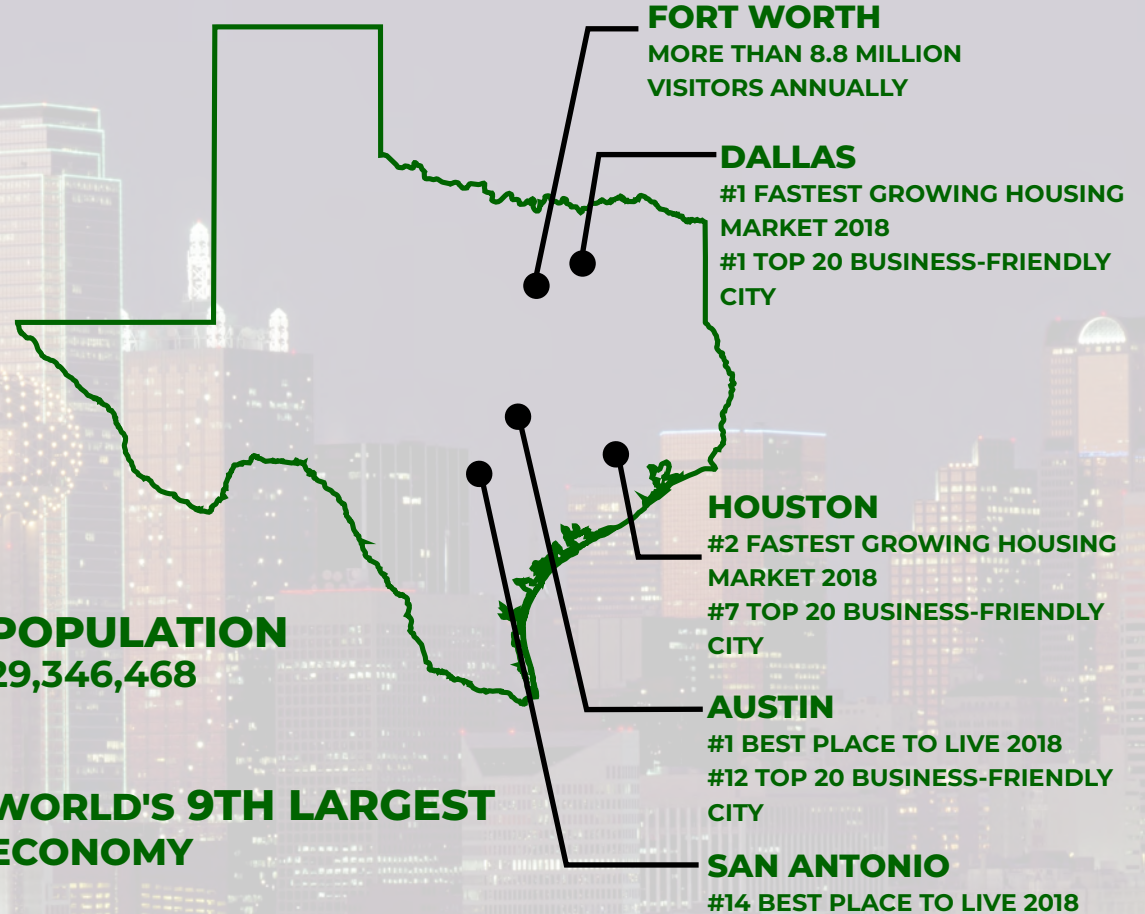 FORT WORTH
MORE THAN 8.8 MILLION
VISITORS ANNUALLY
DALLAS
#1 FASTEST GROWING HOUSING
MARKET 2018
#1 TOP 20 BUSINESS-FRIENDLY
CITY
HOUSTON
#2 FASTEST GROWING HOUSING
MARKET 2018
#7 TOP 20 BUSINESS-FRIENDLY
CITY
POPULATION
29,346,468
AUSTIN
#1 BEST PLACE TO LIVE 2018
#12 TOP 20 BUSINESS-FRIENDLY
CITY
WORLD'S 9TH LARGEST
ECONOMY
SAN ANTONIO
#14 BEST PLACE TO LIVE 2018